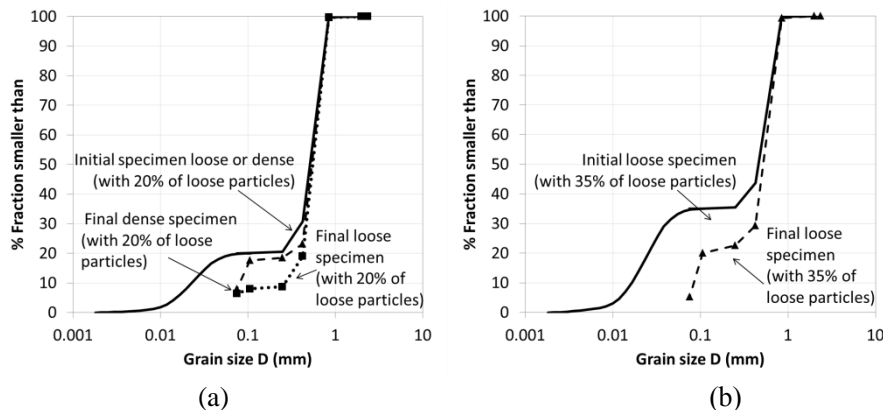 % Fraction smaller than
100
90
80
70
60
50
40
30
20
10
0
Initial specimen loose or dense
(with 20% of loose particles)
Final dense specimen
(with 20% of loose
particles)
Final loose
specimen
(with 20% of
loose particles)
0.001
0.01
0.1
1
10
Grain size D (mm)
(a)
% Fraction smaller than
100
90
80
70
60
50
40
30
20
10
0
Initial loose specimen
(with 35% of loose particles)
Final loose
specimen
(with 35% of
loose particles)
0.001
0.01
0.1
1
10
Grain size D (mm)
(b)